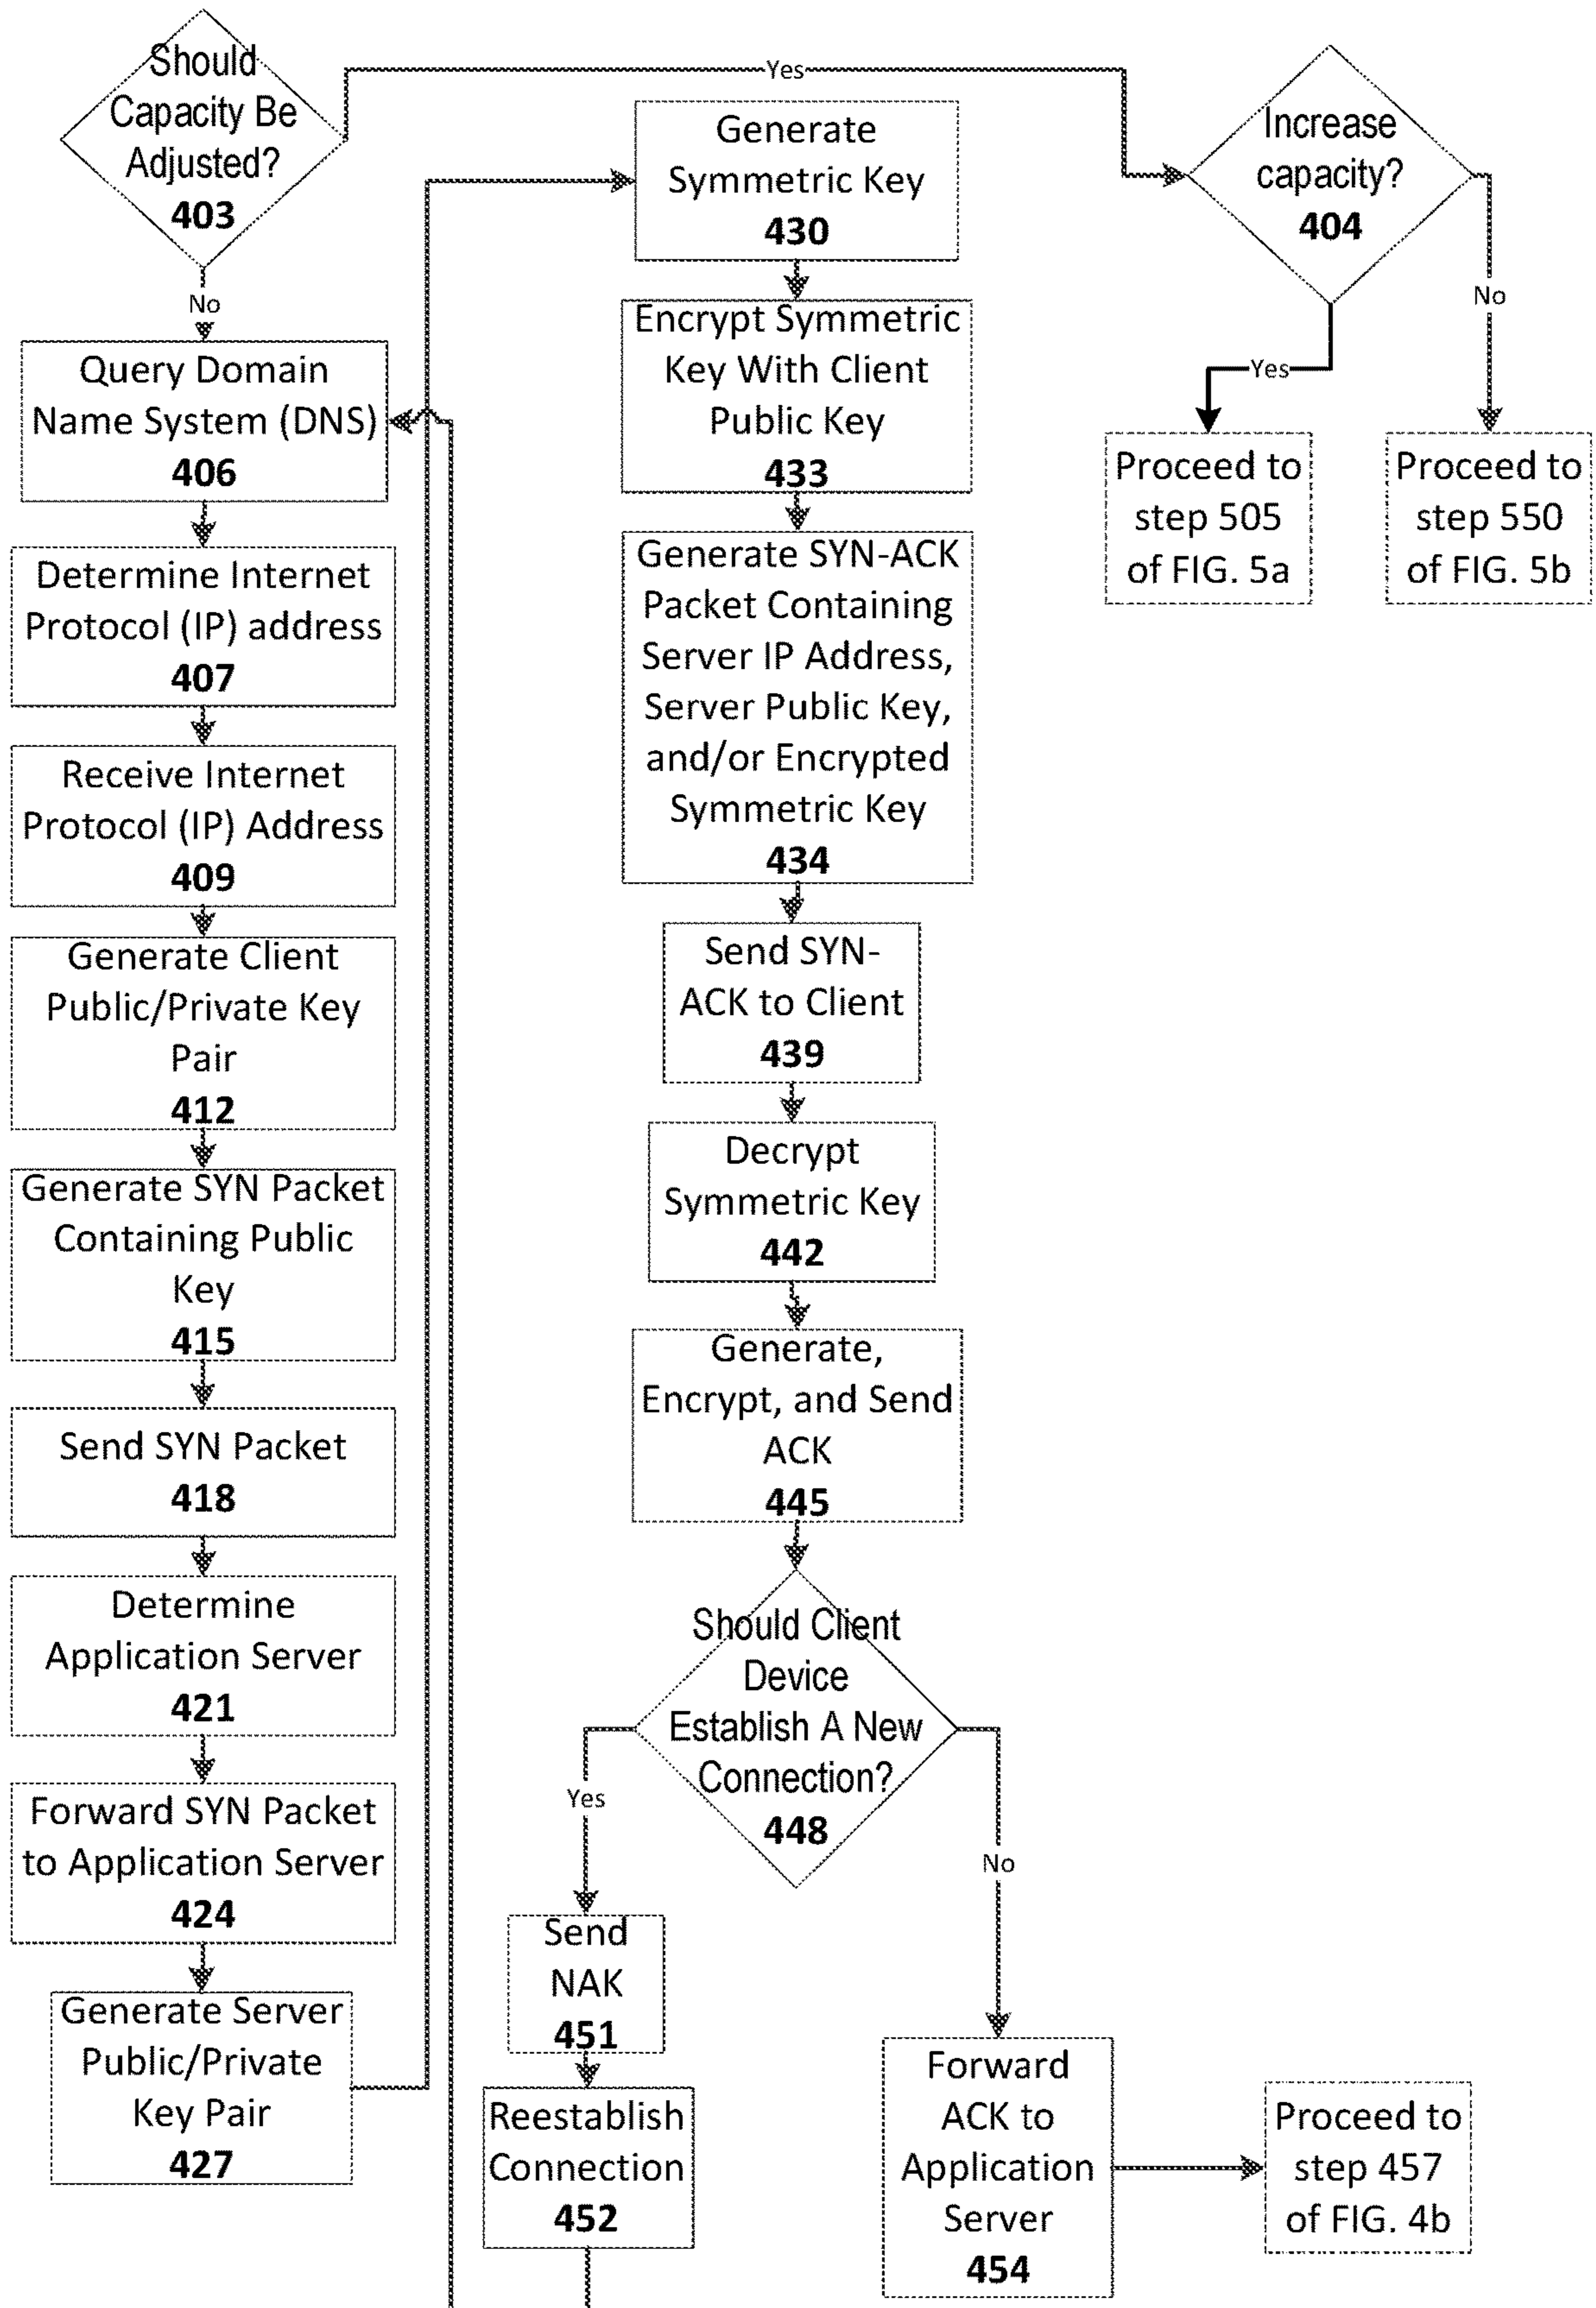 Should
Capacity Be
Adjusted?
403
No
Query Domain
Name System (DNS)
406
Determine Internet
Protocol (IP) address
407
Receive Internet
Protocol (IP) Address
409
Generate Client
Public/Private Key
Pair
412
Generate SYN Packet
Containing Public
Key
415
Send SYN Packet
418
Determine
Application Server
421
Forward SYN Packet
to Application Server
424
Generate Server
Public/Private
Key Pair
427
Yes
Generate
Symmetric Key
430
Encrypt Symmetric
Key With Client
Public Key
433
Generate SYN-ACK
Packet Containing
Server IP Address,
Server Public Key,
and/or Encrypted
Symmetric Key
434
Send SYN-
ACK to Client
439
Decrypt
Symmetric Key
442
Generate,
Encrypt, and Send
ACK
445
Should Client
Device
Establish A New
Connection?
448
Yes
Send
NAK
451
Reestablish
Connection
452
No
Forward
ACK to
Application
Server
454
Proceed to
step 457
of FIG. 4b
Increase
capacity?
404
Yes
Proceed to
step 505
of FIG. 5a
No
Proceed to
step 550
of FIG. 5b